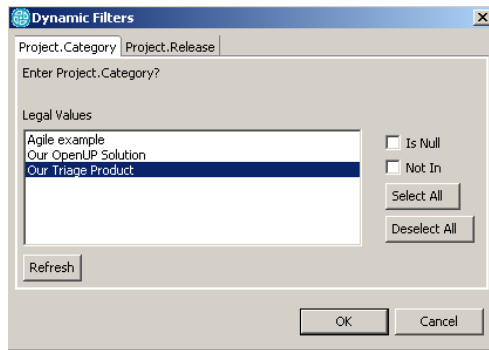 Dynamic Filters
Project.Category Project.Release
Enter Project.Category?
Legal Values
Agile example
Our OpenUP Solution
Our Triage Product
Is Null
Not In
Select All
Deselect All
Refresh
OK Cancel